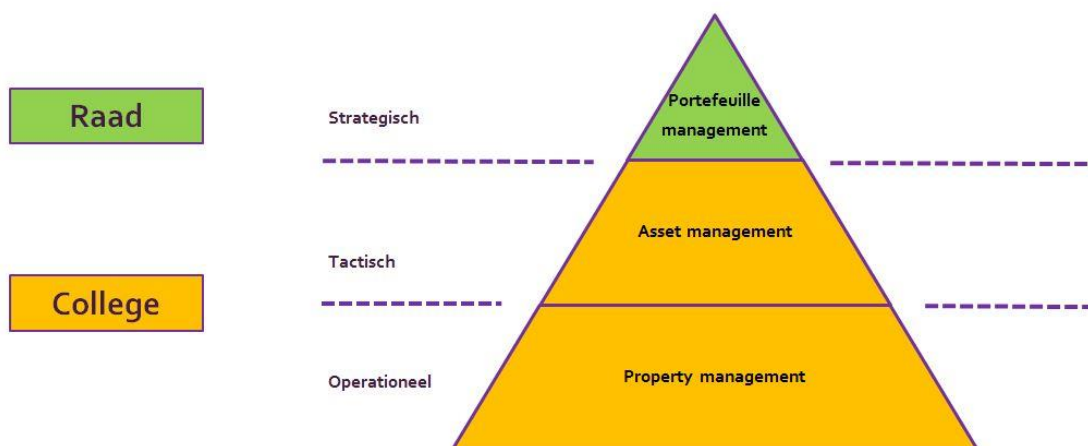 Raad
Strategisch
Portefeuille
management
Asset management
Tactisch
College
Operationeel
Property management